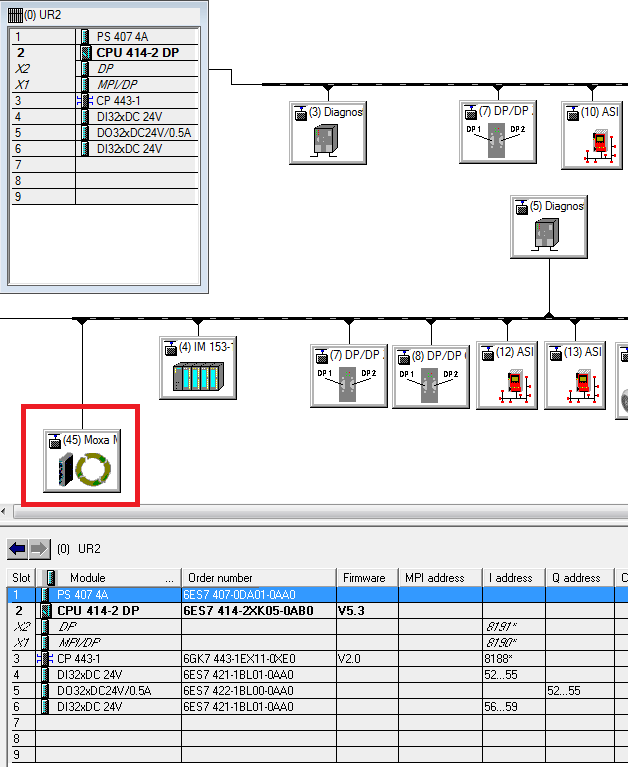 (0) UR2
1 PS 407 4A
2 CPU 414-2 DP
X2 DP
X1 MPI/DP
3 CP 443-1
4 DI32xDC 24V
5 DO32xDC24V/0.5A
6 DI32xDC 24V
7
8
9
(3) Diagnos
(7) DP/DP
DP 1 DP 2
(10) ASI
(5) Diagnos
(4) IM 153-1
(7) DP/DP
DP 1 DP 2
(8) DP/DP
DP 1 DP 2
(12) ASI
(13) ASI
(45) Moxa M
(0) UR2
Slot Module ... Order number Firmware MPI address I address Q address C
1 PS 407 4A 6ES7 407-0DA01-0AA0
2 CPU 414-2 DP 6ES7 414-2XK05-0AB0 V5.3
X2 DP 8191*
X1 MPI/DP 8190*
3 CP 443-1 6GK7 443-1EX11-0XE0 V2.0 8188*
4 DI32xDC 24V 6ES7 421-1BL01-0AA0 52...55
5 DO32xDC24V/0.5A 6ES7 422-1BL00-0AA0 52...55
6 DI32xDC 24V 6ES7 421-1BL01-0AA0 56...59
7
8
9